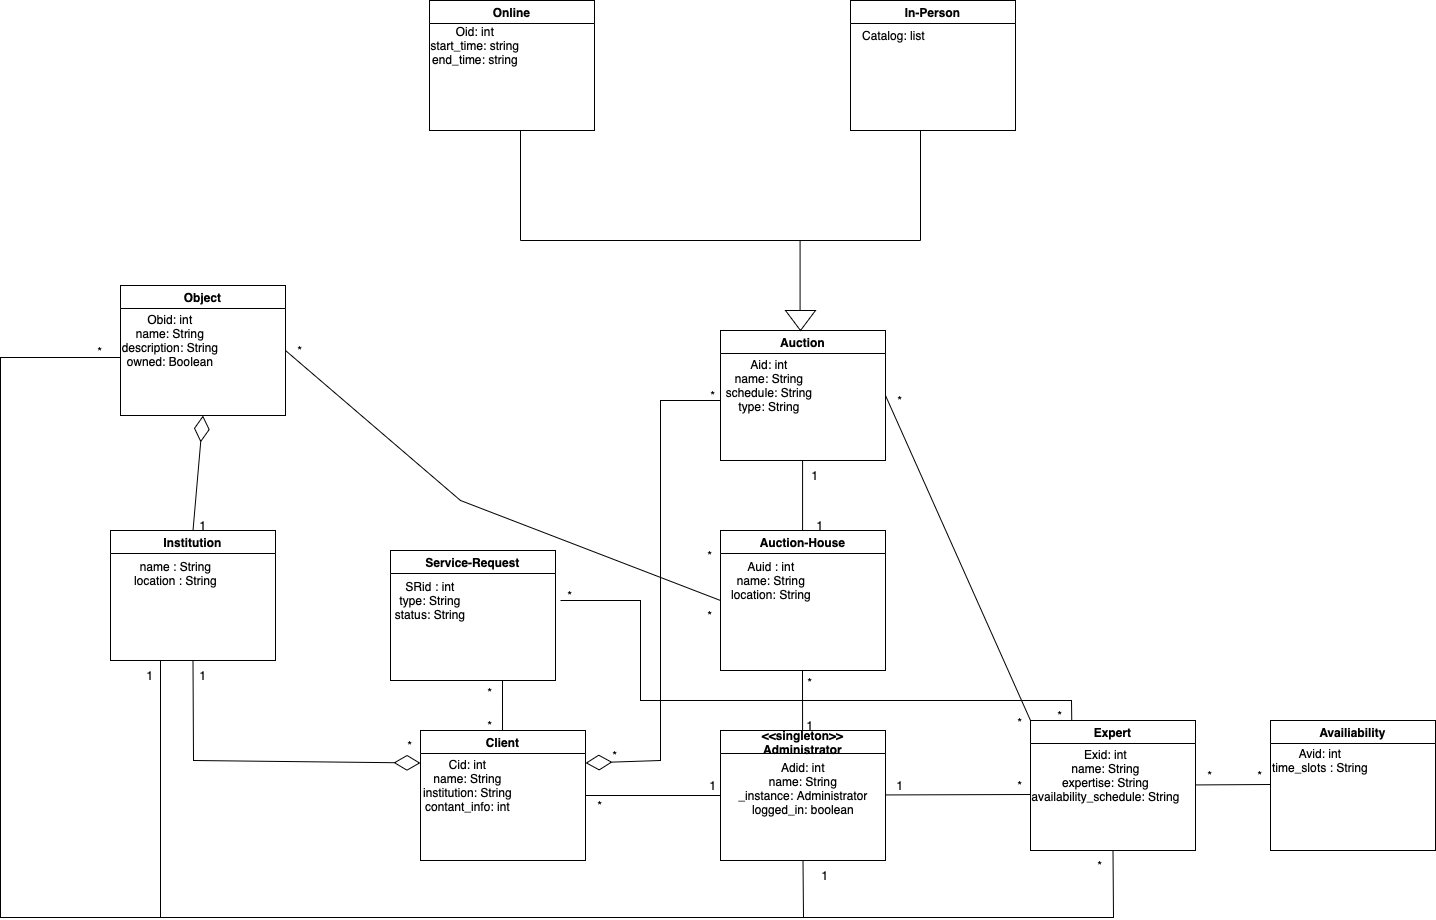 Online
Oid: int
start_time: string
end_time: string
In-Person
Catalog: list
Object
Obid: int
name: String
description: String
owned: Boolean
*
*
Auction
Aid: int
name: String
schedule: String
type: String
*
*
1
1
Institution
name : String
location : String
1
1
1
Service-Request
SRid : int
type: String
status: String
*
*
*
Auction-House
Auid : int
name: String
location: String
*
*
*
1
Client
Cid: int
name: String
institution: String
contant_info: int
*
*
*
1
<<singleton>>
Administrator
Adid: int
name: String
_instance: Administrator
logged_in: boolean
1
1
*
*
*
Expert
Exid: int
name: String
expertise: String
availability_schedule: String
*
*
*
Availiability
Avid: int
time_slots : String